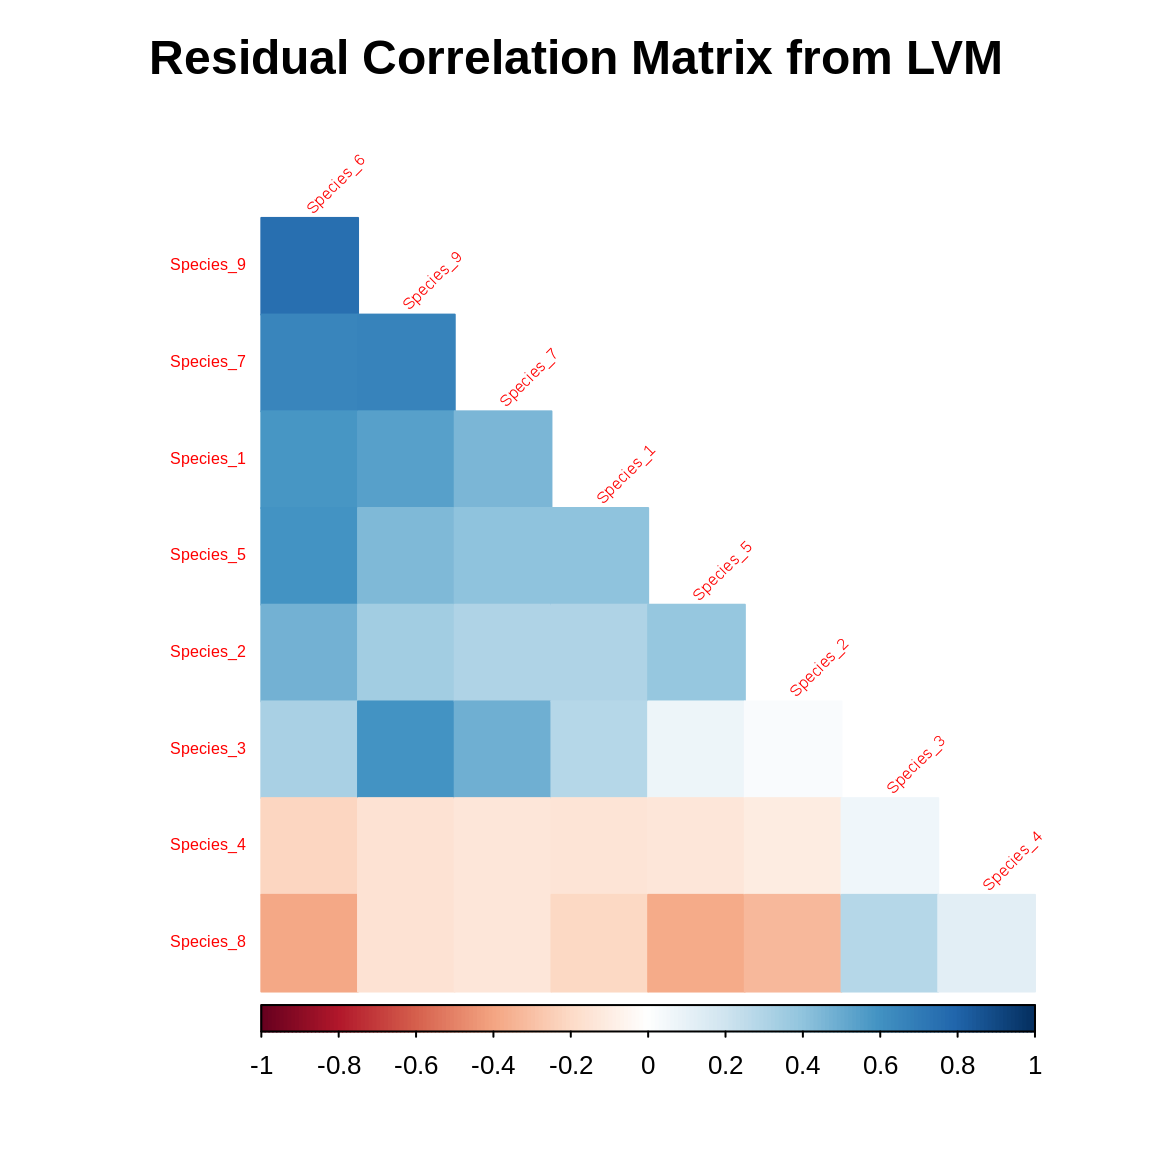 Residual Correlation Matrix from LVM
Species_6
Species_9
Species_9
Species_7
Species_7
Species_1
Species_1
Species_5
Species_5
Species_2
Species_2
Species_3
Species_3
Species_4
Species_4
Species_8
-1 -0.8 -0.6 -0.4 -0.2 0 0.2 0.4 0.6 0.8 1